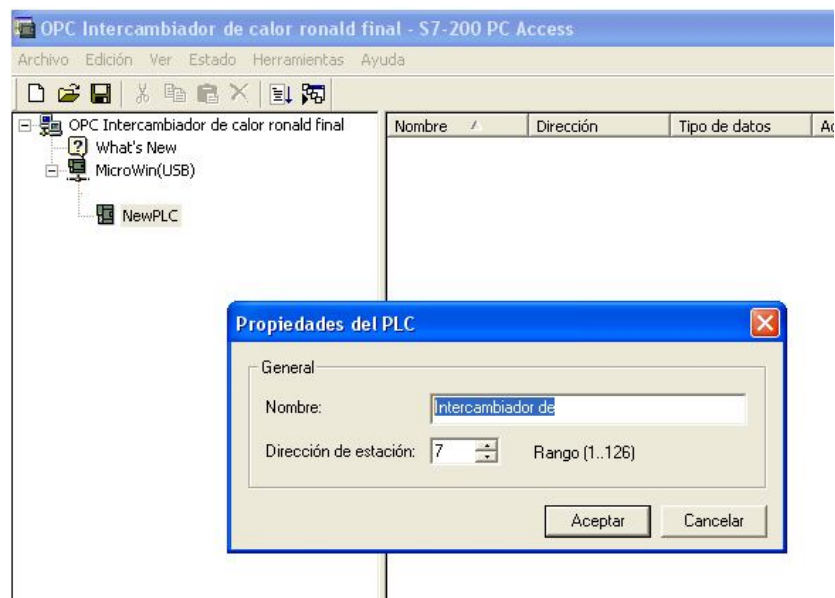 OPC Intercambiador de calor ronald final - S7-200 PC Access
Archivo Edición Ver Estado Herramientas Ayuda
OPC Intercambiador de calor ronald final
What's New
MicroWin(USB)
NewPLC
Nombre Dirección Tipo de datos Ac
Propiedades del PLC
General
Nombre: Intercambiador de
Dirección de estación: 7 Rango (1..126)
Aceptar Cancelar